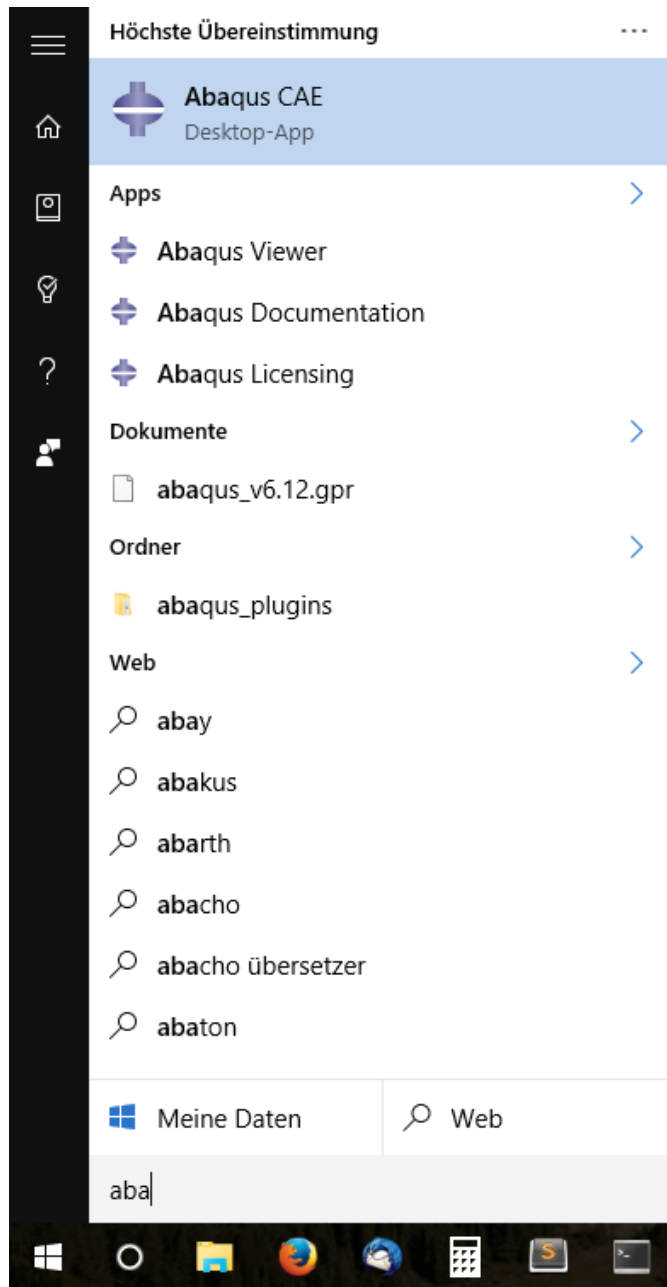 Höchste Übereinstimmung
Abaqus CAE
Desktop-App
Apps
Abaqus Viewer
Abaqus Documentation
Abaqus Licensing
Dokumente
abaqus_v6.12.gpr
Ordner
abaqus_plugins
Web
abay
abakus
abarth
abacho
abacho übersetzer
abaton
Meine Daten Web
aba